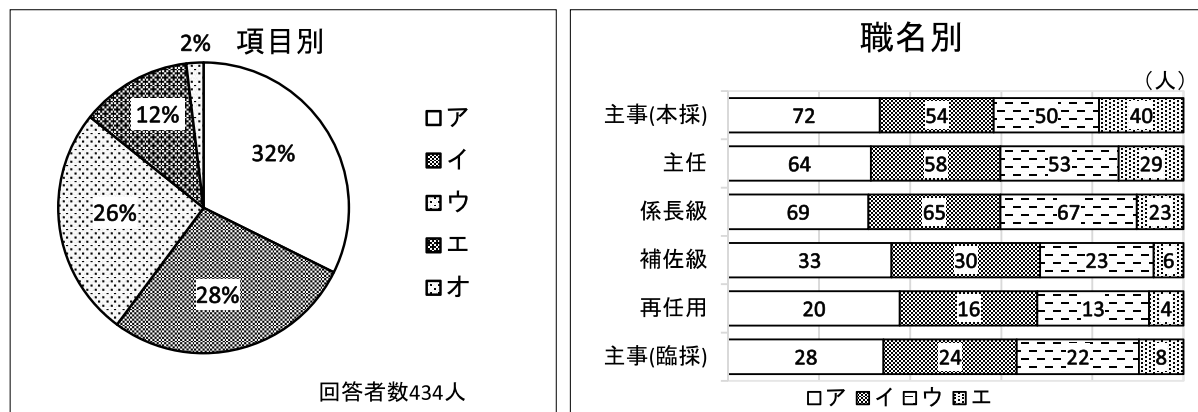 項目別
2%
12%
32%
26%
28%
ア
イ
ウ
エ
オ
回答者数434人
職名別
(人)
主事(本採) 72 54 50 40
主任 64 58 53 29
係長級 69 65 67 23
補佐級 33 30 23 6
再任用 20 16 13 4
主事(臨採) 28 24 22 8
ア イ ウ エ